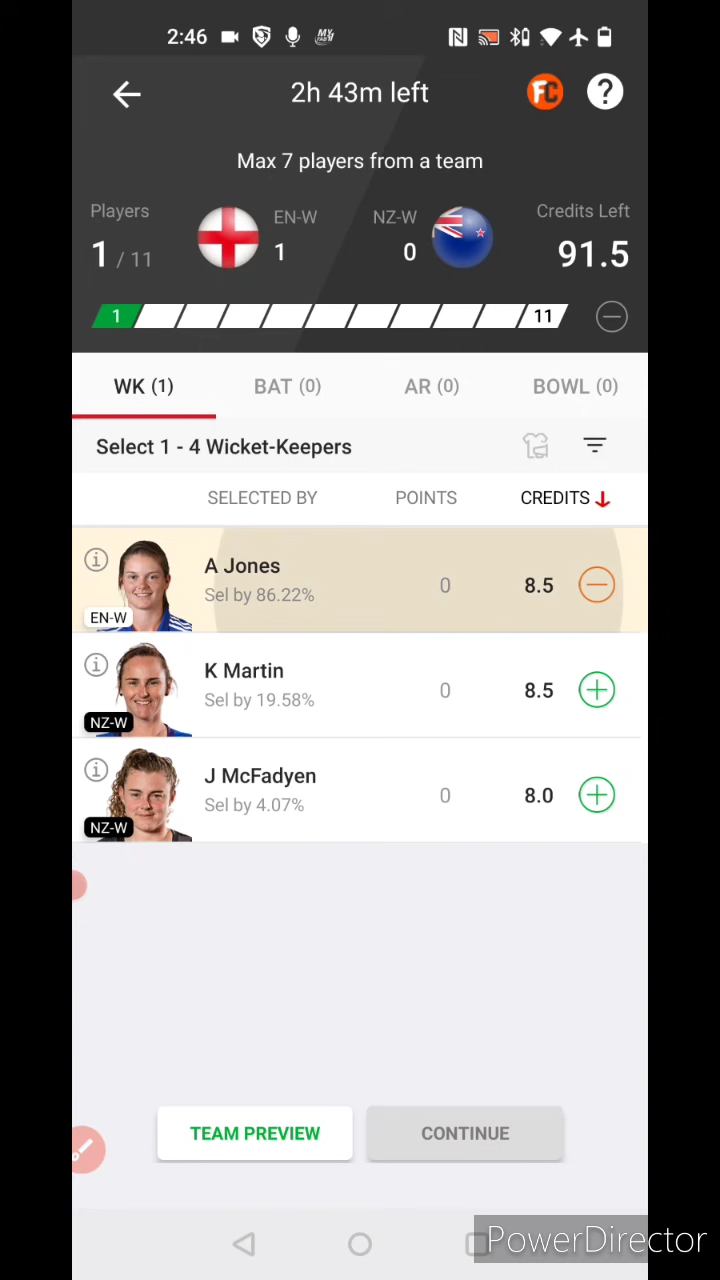 2:46
2h 43m left
FC
?
Max 7 players from a team
Players
EN-W
NZ-W
Credits Left
1 / 11
1
0
91.5
1
11
WK (1)
BAT (0)
AR (0)
BOWL (0)
Select 1 - 4 Wicket-Keepers
SELECTED BY
POINTS
CREDITS
A Jones
Sel by 86.22%
0
8.5
EN-W
K Martin
Sel by 19.58%
0
8.5
NZ-W
J McFadyen
Sel by 4.07%
0
8.0
NZ-W
TEAM PREVIEW
CONTINUE
PowerDirector